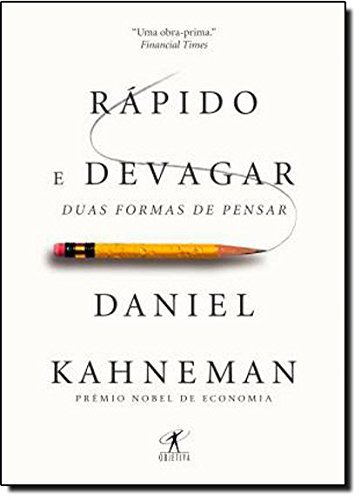 "Uma obra-prima."
Financial Times
RÁPIDO
E DEVAGAR
DUAS FORMAS DE PENSAR
DANIEL
KAHNEMAN
PRÊMIO NOBEL DE ECONOMIA
OBJETIVA